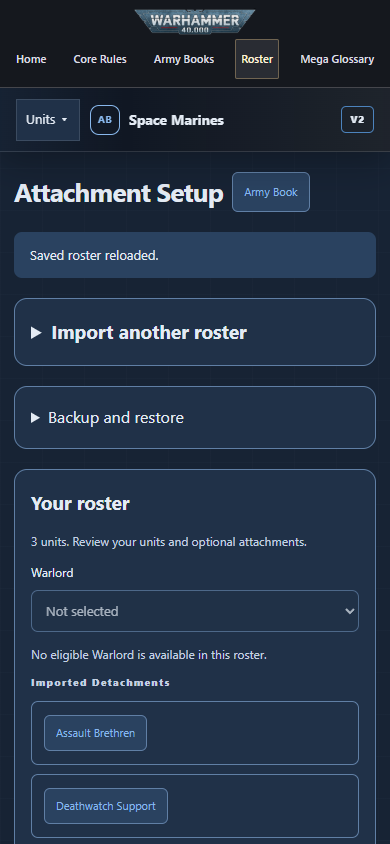 WARHAMMER
40,000
Home Core Rules Army Books Roster Mega Glossary
Units AB Space Marines V2
Attachment Setup Army Book
Saved roster reloaded.
Import another roster
Backup and restore
Your roster
3 units. Review your units and optional attachments.
Warlord
Not selected
No eligible Warlord is available in this roster.
Imported Detachments
Assault Brethren
Deathwatch Support